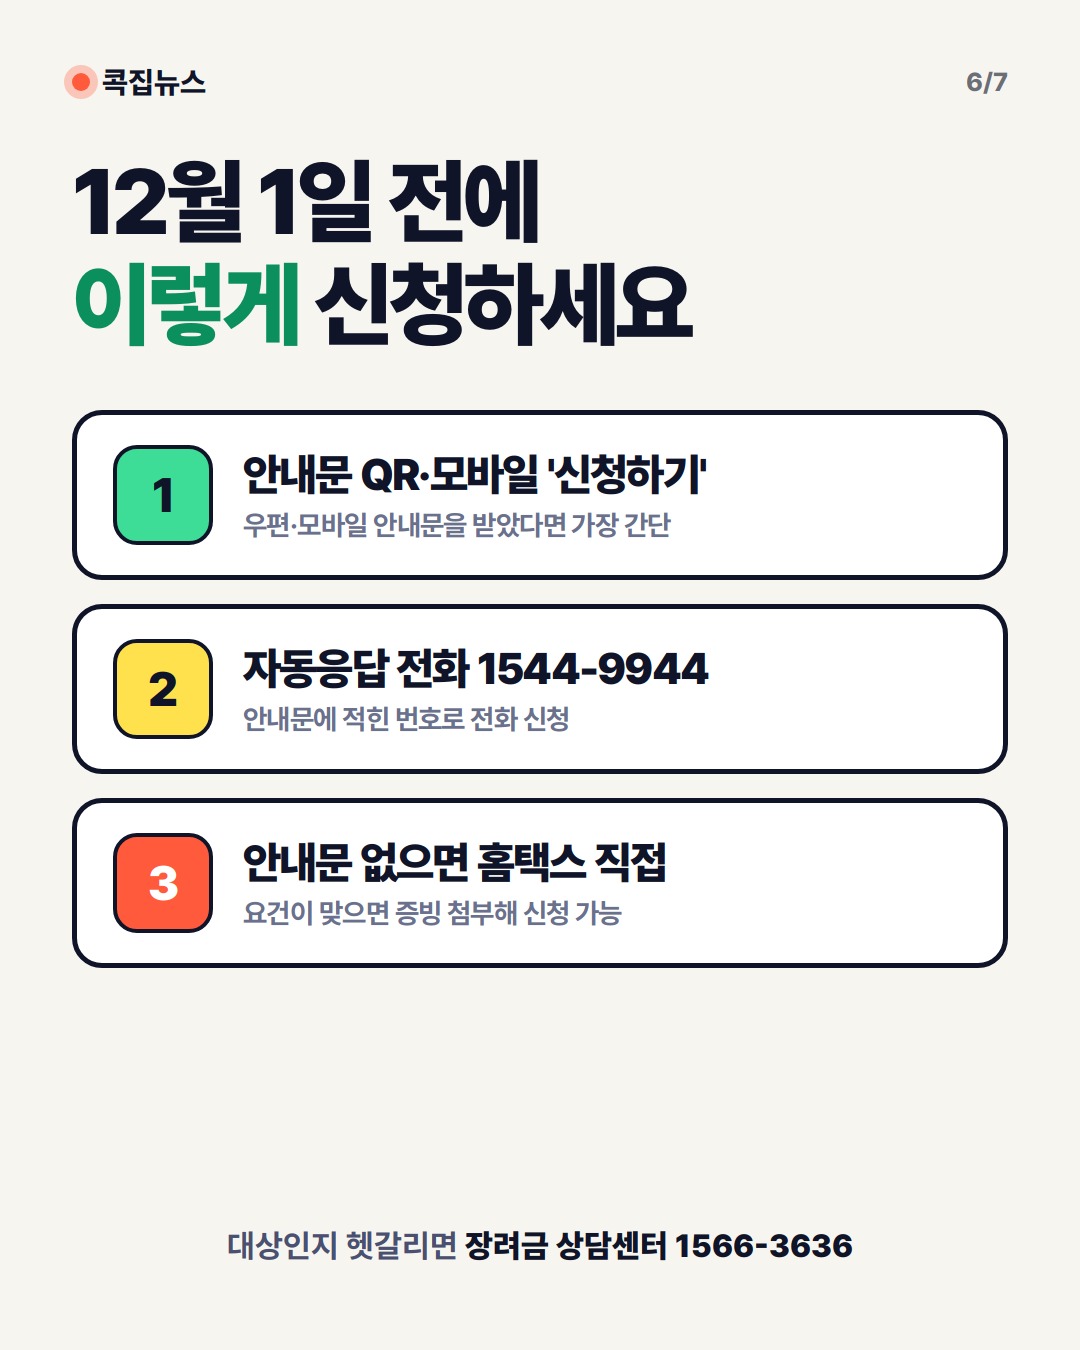 콕집뉴스
6/7
12월 1일 전에
이렇게 신청하세요
1
안내문 QR·모바일 '신청하기'
우편·모바일 안내문을 받았다면 가장 간단
2
자동응답 전화 1544-9944
안내문에 적힌 번호로 전화 신청
3
안내문 없으면 홈택스 직접
요건이 맞으면 증빙 첨부해 신청 가능
대상인지 헷갈리면 장려금 상담센터 1566-3636